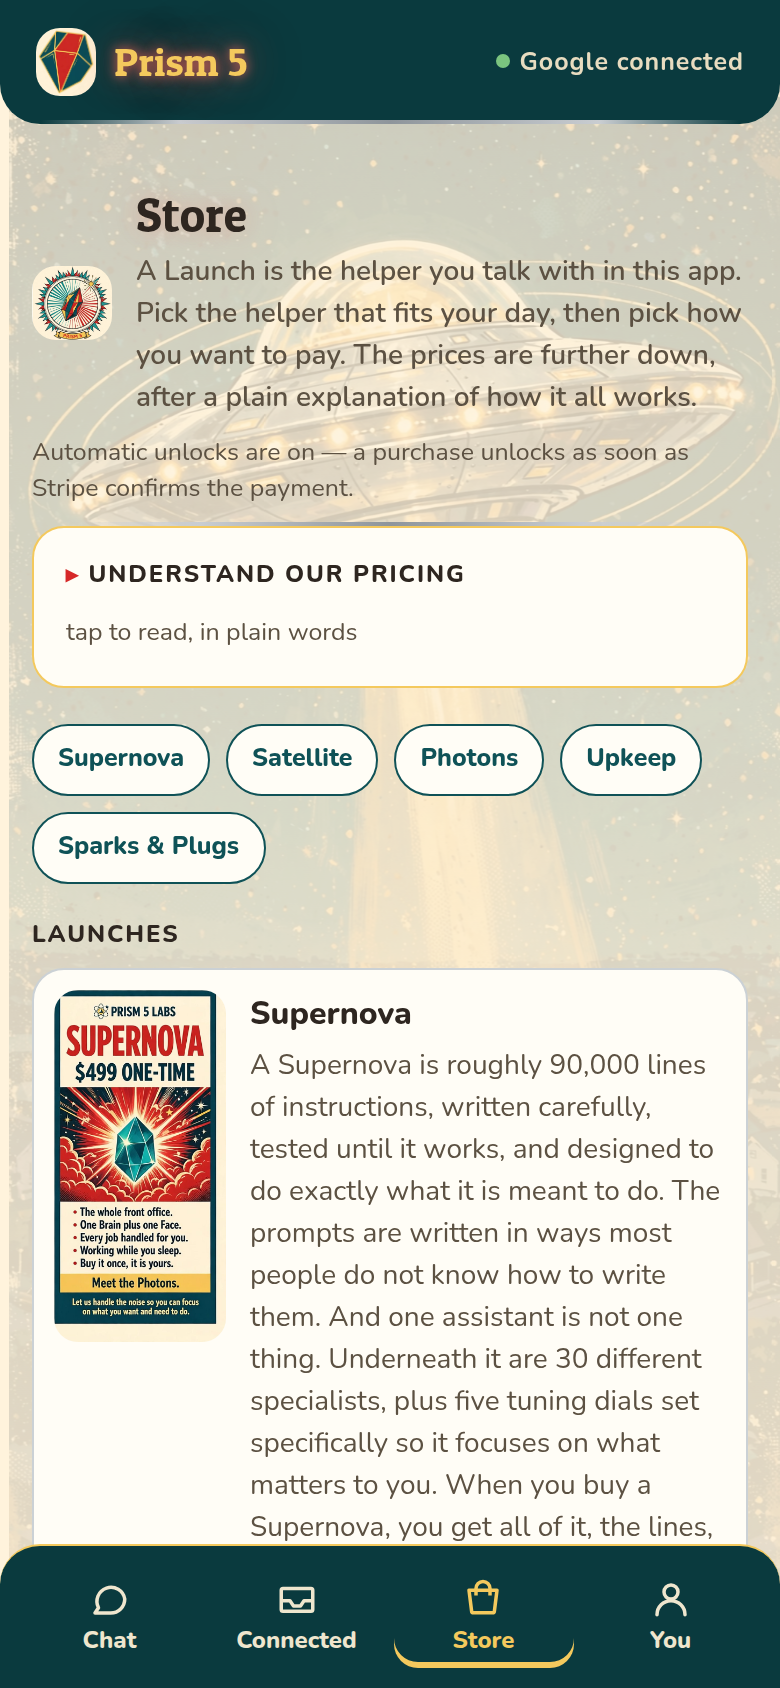 Prism 5
Google connected
Store
A Launch is the helper you talk with in this app.
Pick the helper that fits your day, then pick how
you want to pay. The prices are further down,
after a plain explanation of how it all works.
Automatic unlocks are on — a purchase unlocks as soon as
Stripe confirms the payment.
▸ UNDERSTAND OUR PRICING
tap to read, in plain words
Supernova
Satellite
Photons
Upkeep
Sparks & Plugs
LAUNCHES
PRISM 5 LABS
SUPERNOVA
$499 ONE-TIME
• The whole front office.
• One Brain plus one Face.
• Every job handled for you.
• Working while you sleep.
• Buy it once, it is yours.
Meet the Photons.
Let us handle the noise so you can focus
on what you want and need to do.
Supernova
A Supernova is roughly 90,000 lines
of instructions, written carefully,
tested until it works, and designed to
do exactly what it is meant to do. The
prompts are written in ways most
people do not know how to write
them. And one assistant is not one
thing. Underneath it are 30 different
specialists, plus five tuning dials set
specifically so it focuses on what
matters to you. When you buy a
Supernova, you get all of it, the lines,
Chat
Connected
Store
You